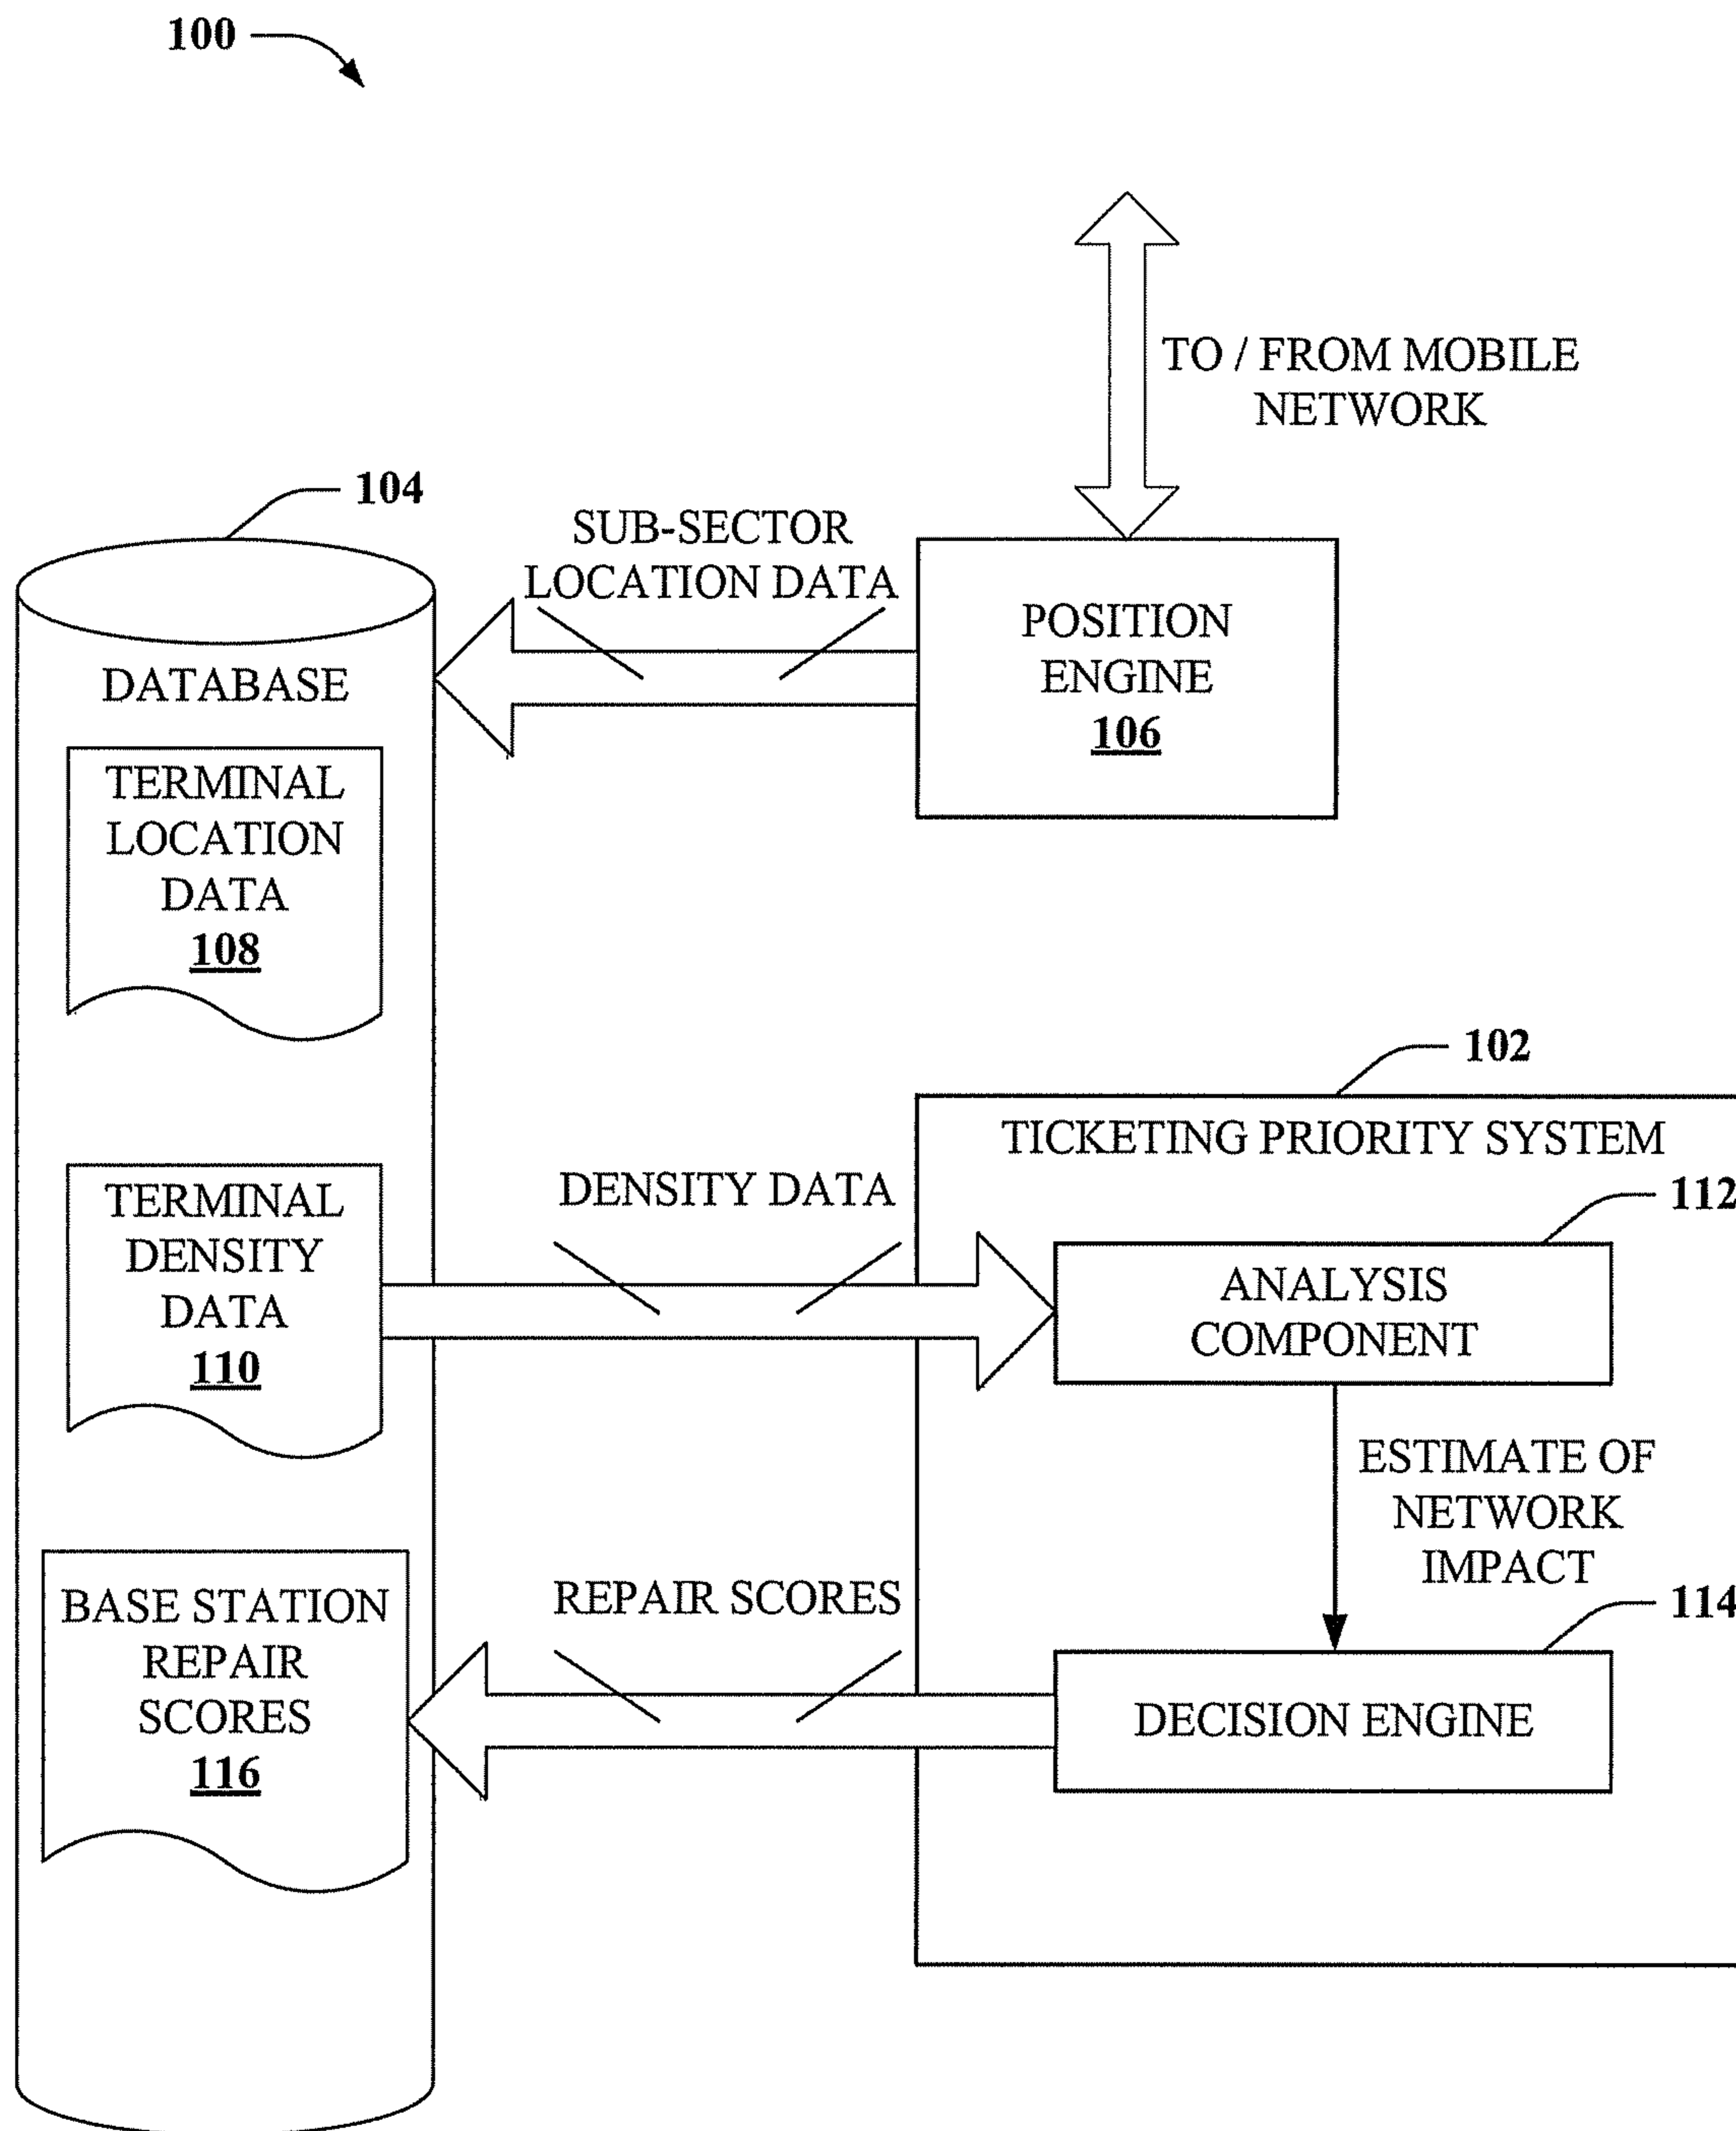 100
TO / FROM MOBILE
NETWORK
104
SUB-SECTOR
LOCATION DATA
POSITION
ENGINE
106
DATABASE
TERMINAL
LOCATION
DATA
108
102
TICKETING PRIORITY SYSTEM
TERMINAL
DENSITY
DATA
110
DENSITY DATA
112
ANALYSIS
COMPONENT
ESTIMATE OF
NETWORK
IMPACT
BASE STATION
REPAIR
SCORES
116
REPAIR SCORES
114
DECISION ENGINE